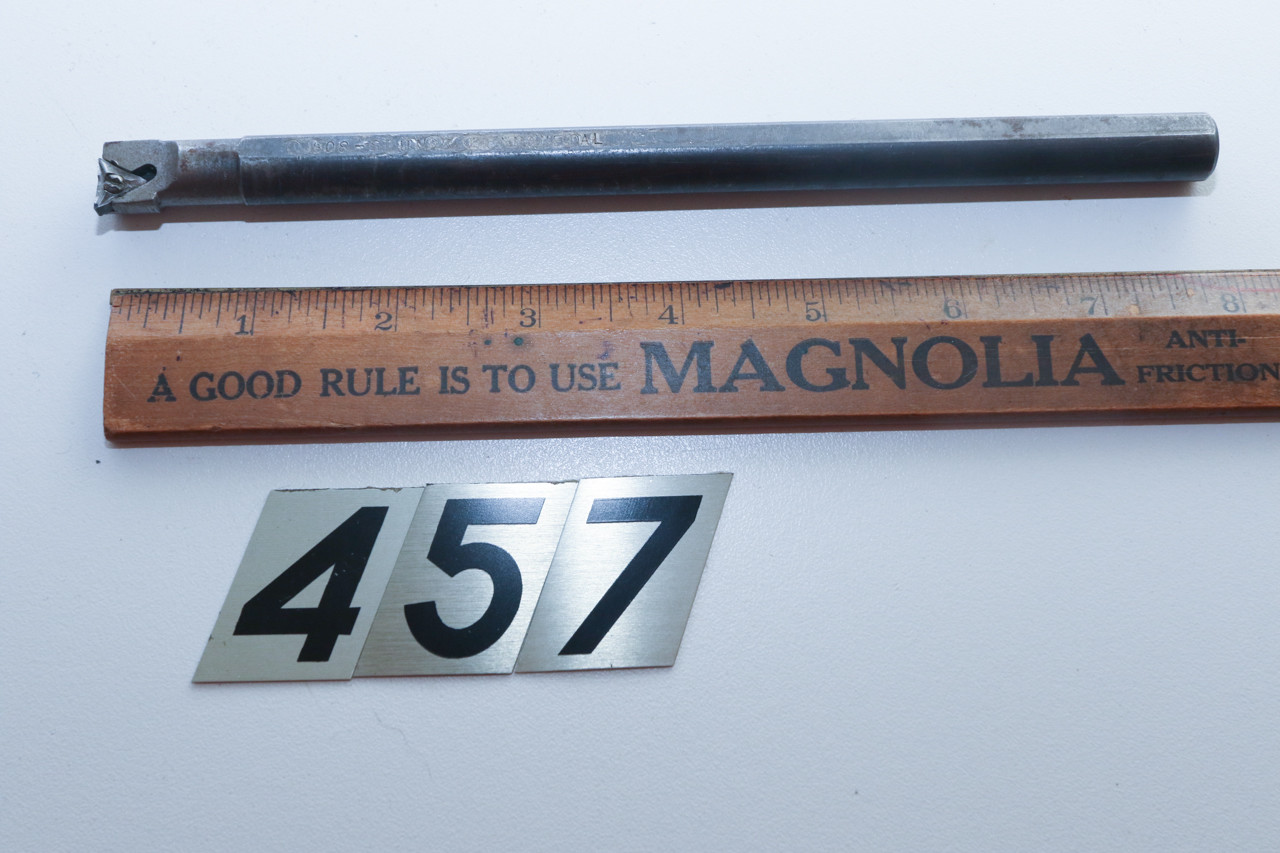 1 2 3 4 5 6 7 8
A GOOD RULE IS TO USE MAGNOLIA ANTI-
FRICTION
457